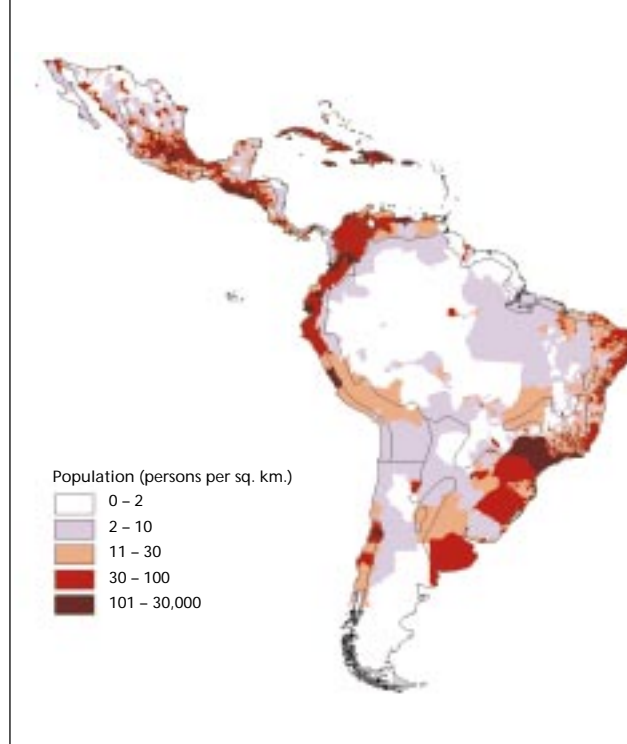 Population (persons per sq. km.)
0 – 2
2 – 10
11 – 30
30 – 100
101 – 30,000